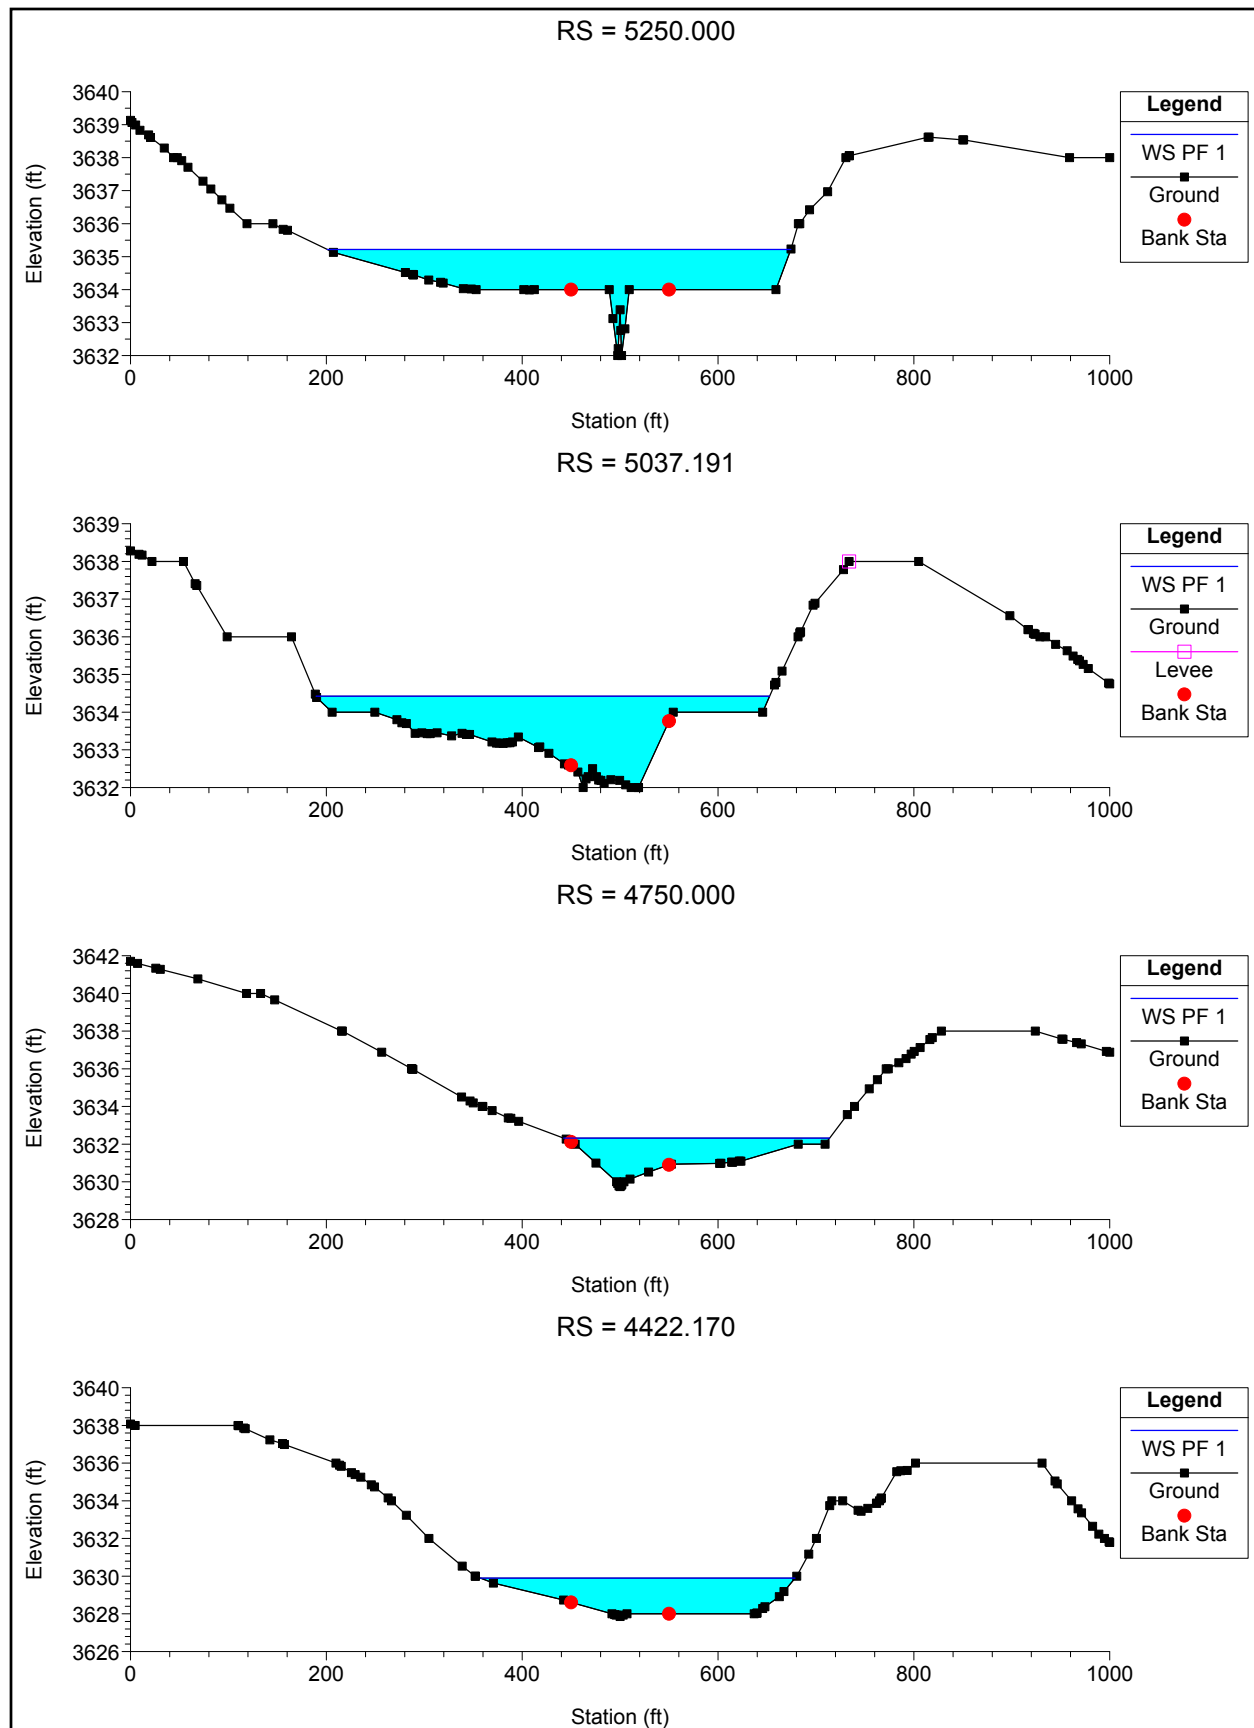 RS = 5250.000
3640
3639
3638
3637
3636
3635
3634
3633
3632
Elevation (ft)
0 200 400 600 800 1000
Station (ft)
Legend
WS PF 1
Ground
Bank Sta
RS = 5037.191
3639
3638
3637
3636
3635
3634
3633
3632
Elevation (ft)
0 200 400 600 800 1000
Station (ft)
Legend
WS PF 1
Ground
Levee
Bank Sta
RS = 4750.000
3642
3640
3638
3636
3634
3632
3630
3628
Elevation (ft)
0 200 400 600 800 1000
Station (ft)
Legend
WS PF 1
Ground
Bank Sta
RS = 4422.170
3640
3638
3636
3634
3632
3630
3628
3626
Elevation (ft)
0 200 400 600 800 1000
Station (ft)
Legend
WS PF 1
Ground
Bank Sta